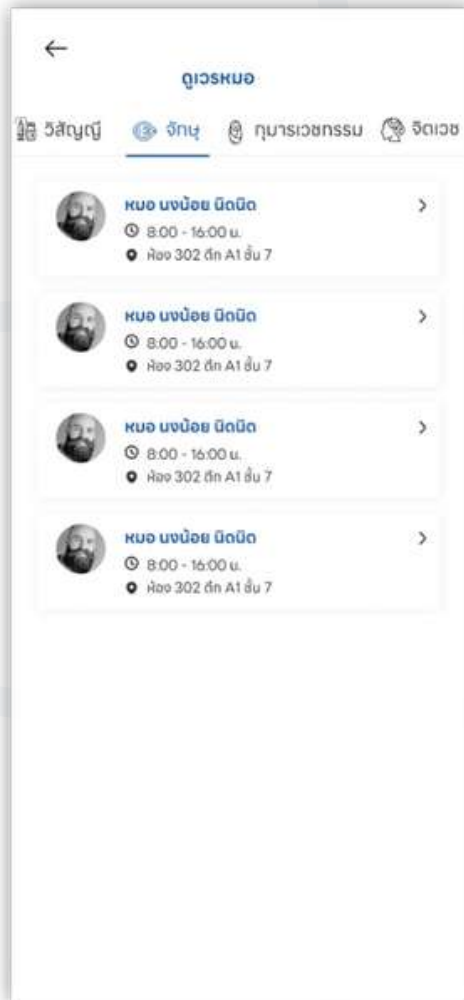 ดูเวรหมอ
วิสัญญี จักษุ กุมารเวชกรรม จิตเวช
หมอ นงน้อย นิดนิด
8:00 - 16:00 น.
ห้อง 302 ตึก A1 ชั้น 7
หมอ นงน้อย นิดนิด
8:00 - 16:00 น.
ห้อง 302 ตึก A1 ชั้น 7
หมอ นงน้อย นิดนิด
8:00 - 16:00 น.
ห้อง 302 ตึก A1 ชั้น 7
หมอ นงน้อย นิดนิด
8:00 - 16:00 น.
ห้อง 302 ตึก A1 ชั้น 7